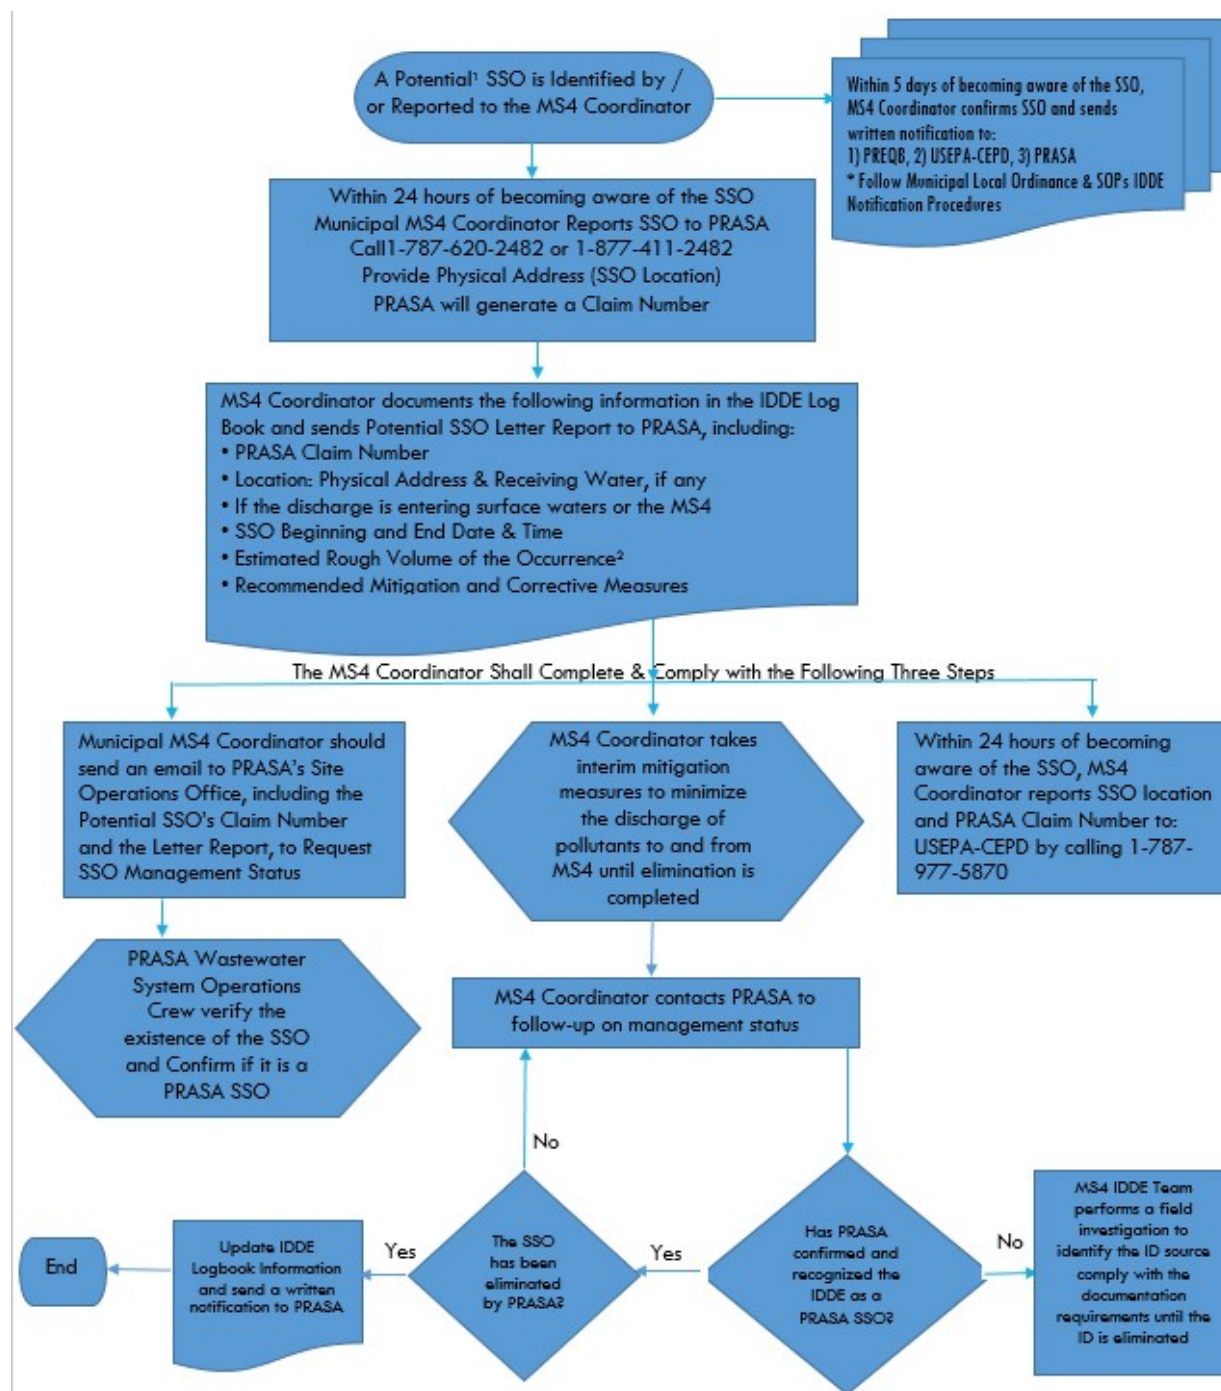 A Potential¹ SSO is Identified by /
or Reported to the MS4 Coordinator
Within 5 days of becoming aware of the SSO,
MS4 Coordinator confirms SSO and sends
written notification to:
1) PREQB, 2) USEPA-CEPD, 3) PRASA
* Follow Municipal Local Ordinance & SOPs IDDE
Notification Procedures
Within 24 hours of becoming aware of the SSO
Municipal MS4 Coordinator Reports SSO to PRASA
Call1-787-620-2482 or 1-877-411-2482
Provide Physical Address (SSO Location)
PRASA will generate a Claim Number
MS4 Coordinator documents the following information in the IDDE Log
Book and sends Potential SSO Letter Report to PRASA, including:
• PRASA Claim Number
• Location: Physical Address & Receiving Water, if any
• If the discharge is entering surface waters or the MS4
• SSO Beginning and End Date & Time
• Estimated Rough Volume of the Occurrence²
• Recommended Mitigation and Corrective Measures
The MS4 Coordinator Shall Complete & Comply with the Following Three Steps
Municipal MS4 Coordinator should
send an email to PRASA's Site
Operations Office, including the
Potential SSO's Claim Number
and the Letter Report, to Request
SSO Management Status
MS4 Coordinator takes
interim mitigation
measures to minimize
the discharge of
pollutants to and from
MS4 until elimination is
completed
Within 24 hours of becoming
aware of the SSO, MS4
Coordinator reports SSO location
and PRASA Claim Number to:
USEPA-CEPD by calling 1-787-
977-5870
PRASA Wastewater
System Operations
Crew verify the
existence of the SSO
and Confirm if it is a
PRASA SSO
MS4 Coordinator contacts PRASA to
follow-up on management status
No
End
Update IDDE
Logbook Information
and send a written
notification to PRASA
Yes
The SSO
has been
eliminated
by PRASA?
Yes
Has PRASA
confirmed and
recognized the
IDDE as a
PRASA SSO?
No
MS4 IDDE Team
performs a field
investigation to
identify the ID source
comply with the
documentation
requirements until the
ID is eliminated